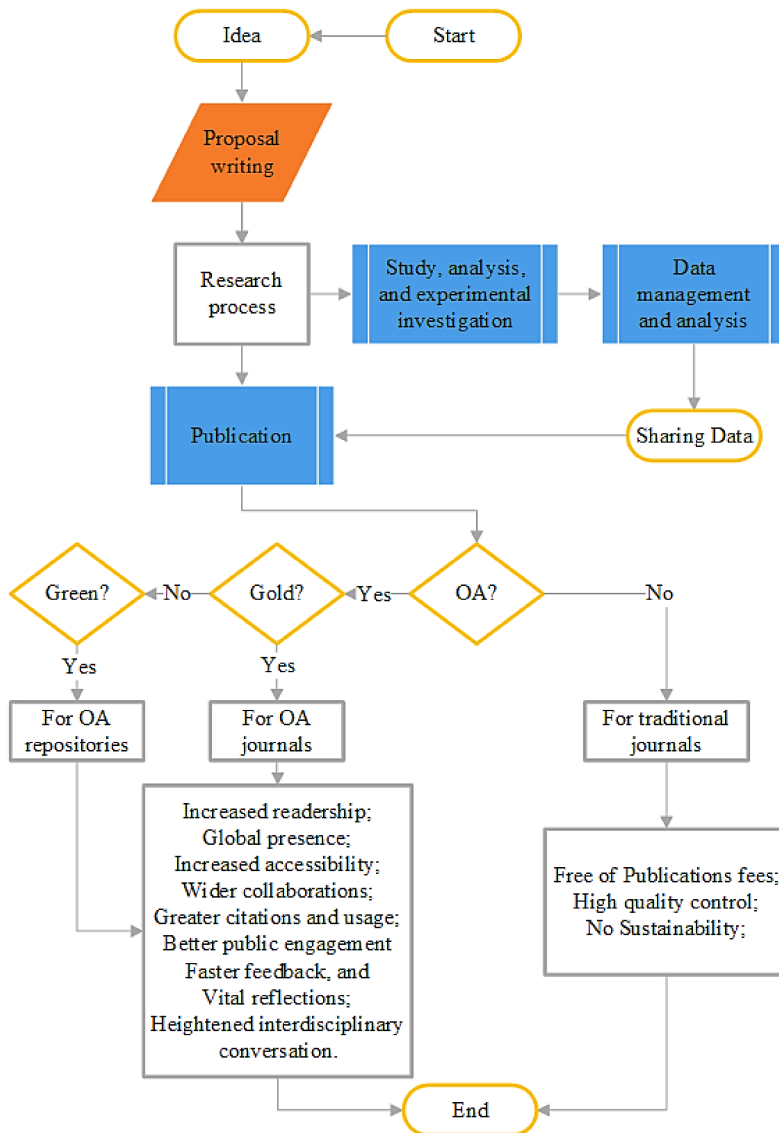 Idea
Start
Proposal
writing
Research
process
Study, analysis,
and experimental
investigation
Data
management
and analysis
Publication
Sharing Data
Green?
No
Gold?
Yes
OA?
No
Yes
Yes
For OA
repositories
For OA
journals
For traditional
journals
Increased readership;
Global presence;
Increased accessibility;
Wider collaborations;
Greater citations and usage;
Better public engagement
Faster feedback, and
Vital reflections;
Heightened interdisciplinary
conversation.
Free of Publications fees;
High quality control;
No Sustainability;
End